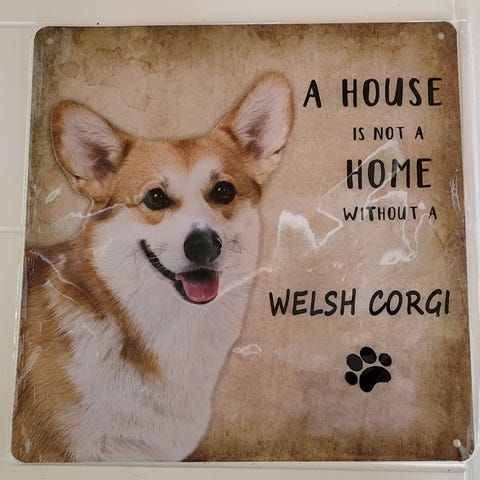 A HOUSE
IS NOT A
HOME
WITHOUT A
WELSH CORGI